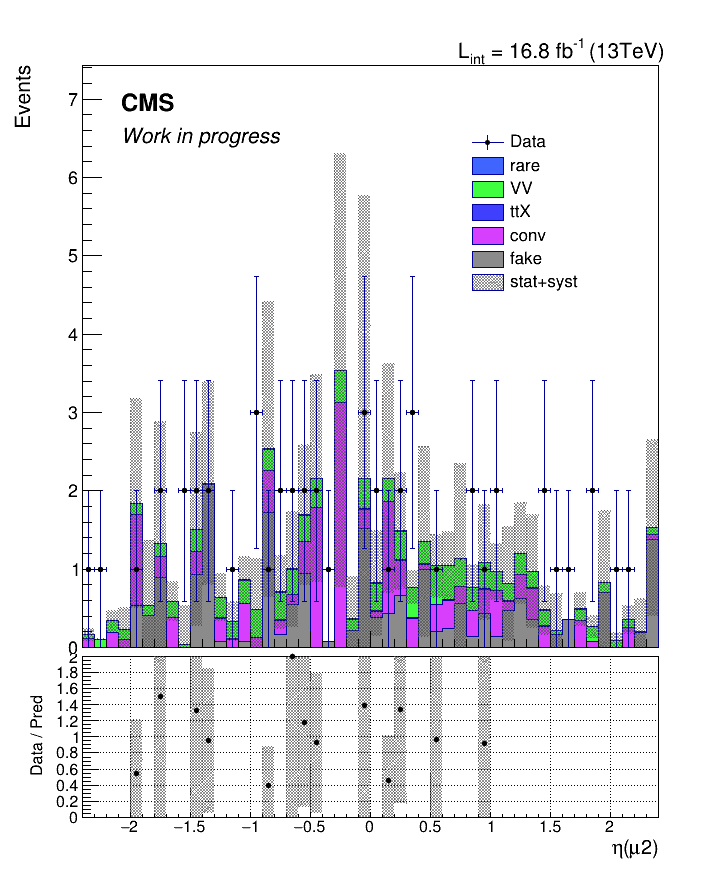 L_int = 16.8 fb^-1 (13TeV)
Events
CMS
Work in progress
Data
rare
VV
ttX
conv
fake
stat+syst
7
6
5
4
3
2
1
0
Data / Pred
2
1.8
1.6
1.4
1.2
1
0.8
0.6
0.4
0.2
0
−2 −1.5 −1 −0.5 0 0.5 1 1.5 2
η(μ2)